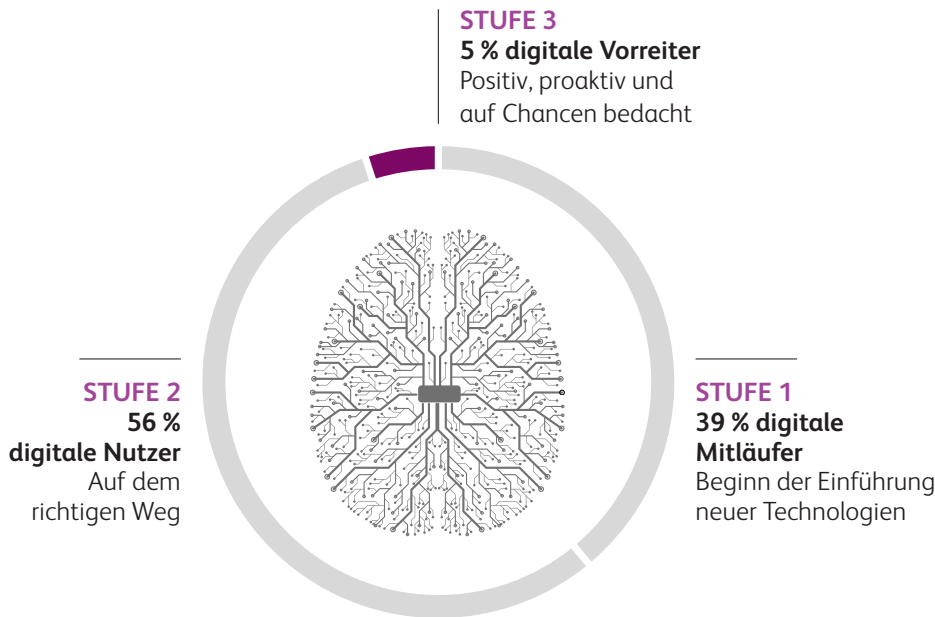 STUFE 3
5 % digitale Vorreiter
Positiv, proaktiv und
auf Chancen bedacht
STUFE 2
56 %
digitale Nutzer
Auf dem
richtigen Weg
STUFE 1
39 % digitale
Mitläufer
Beginn der Einführung
neuer Technologien